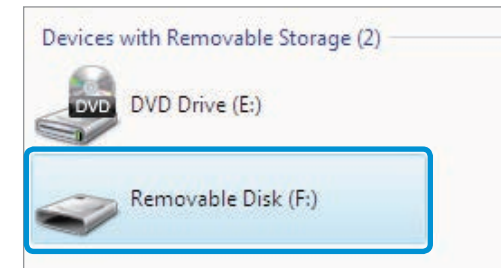 Devices with Removable Storage (2)
DVD
DVD Drive (E:)
Removable Disk (F:)